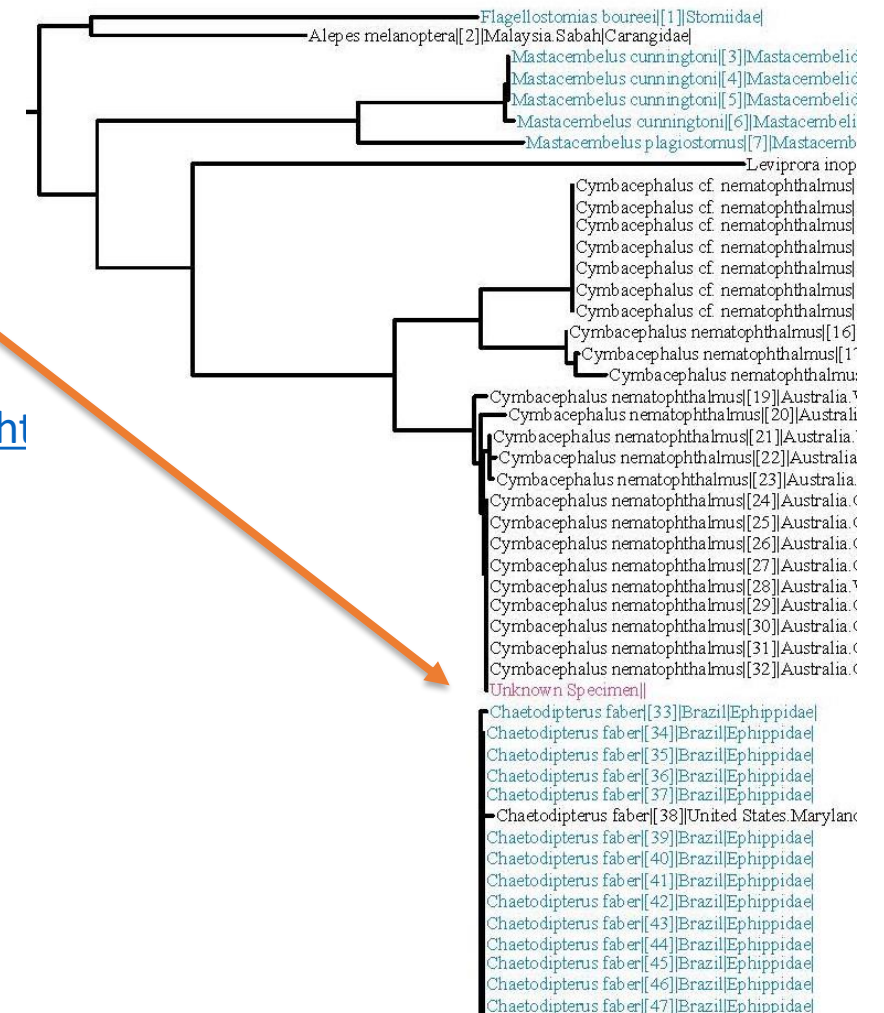 Flagellostomias boureei|[1]|Stomiidae|
Alepes melanoptera|[2]|Malaysia.Sabah|Carangidae|
Mastacembelus cunningtoni|[3]|Mastacembelid
Mastacembelus cunningtoni|[4]|Mastacembelid
Mastacembelus cunningtoni|[5]|Mastacembelid
Mastacembelus cunningtoni|[6]|Mastacembeli
Mastacembelus plagiostomus|[7]|Mastacemb
Leviprora inop
Cymbacephalus cf. nematophthalmus|
Cymbacephalus cf. nematophthalmus|
Cymbacephalus cf. nematophthalmus|
Cymbacephalus cf. nematophthalmus|
Cymbacephalus cf. nematophthalmus|
Cymbacephalus cf. nematophthalmus|
Cymbacephalus cf. nematophthalmus|
Cymbacephalus nematophthalmus|[16]
Cymbacephalus nematophthalmus|[17
Cymbacephalus nematophthalmus
Cymbacephalus nematophthalmus|[19]|Australia.
ht
Cymbacephalus nematophthalmus|[20]|Australi
Cymbacephalus nematophthalmus|[21]|Australia.
Cymbacephalus nematophthalmus|[22]|Australia
Cymbacephalus nematophthalmus|[23]|Australia.
Cymbacephalus nematophthalmus|[24]|Australia.
Cymbacephalus nematophthalmus|[25]|Australia.
Cymbacephalus nematophthalmus|[26]|Australia.
Cymbacephalus nematophthalmus|[27]|Australia.
Cymbacephalus nematophthalmus|[28]|Australia.
Cymbacephalus nematophthalmus|[29]|Australia.
Cymbacephalus nematophthalmus|[30]|Australia.
Cymbacephalus nematophthalmus|[31]|Australia.
Cymbacephalus nematophthalmus|[32]|Australia.
Unknown Specimen||
Chaetodipterus faber|[33]|Brazil|Ephippidae|
Chaetodipterus faber|[34]|Brazil|Ephippidae|
Chaetodipterus faber|[35]|Brazil|Ephippidae|
Chaetodipterus faber|[36]|Brazil|Ephippidae|
Chaetodipterus faber|[37]|Brazil|Ephippidae|
Chaetodipterus faber|[38]|United States.Maryland
Chaetodipterus faber|[39]|Brazil|Ephippidae|
Chaetodipterus faber|[40]|Brazil|Ephippidae|
Chaetodipterus faber|[41]|Brazil|Ephippidae|
Chaetodipterus faber|[42]|Brazil|Ephippidae|
Chaetodipterus faber|[43]|Brazil|Ephippidae|
Chaetodipterus faber|[44]|Brazil|Ephippidae|
Chaetodipterus faber|[45]|Brazil|Ephippidae|
Chaetodipterus faber|[46]|Brazil|Ephippidae|
Chaetodipterus faber|[47]|Brazil|Ephippidae|